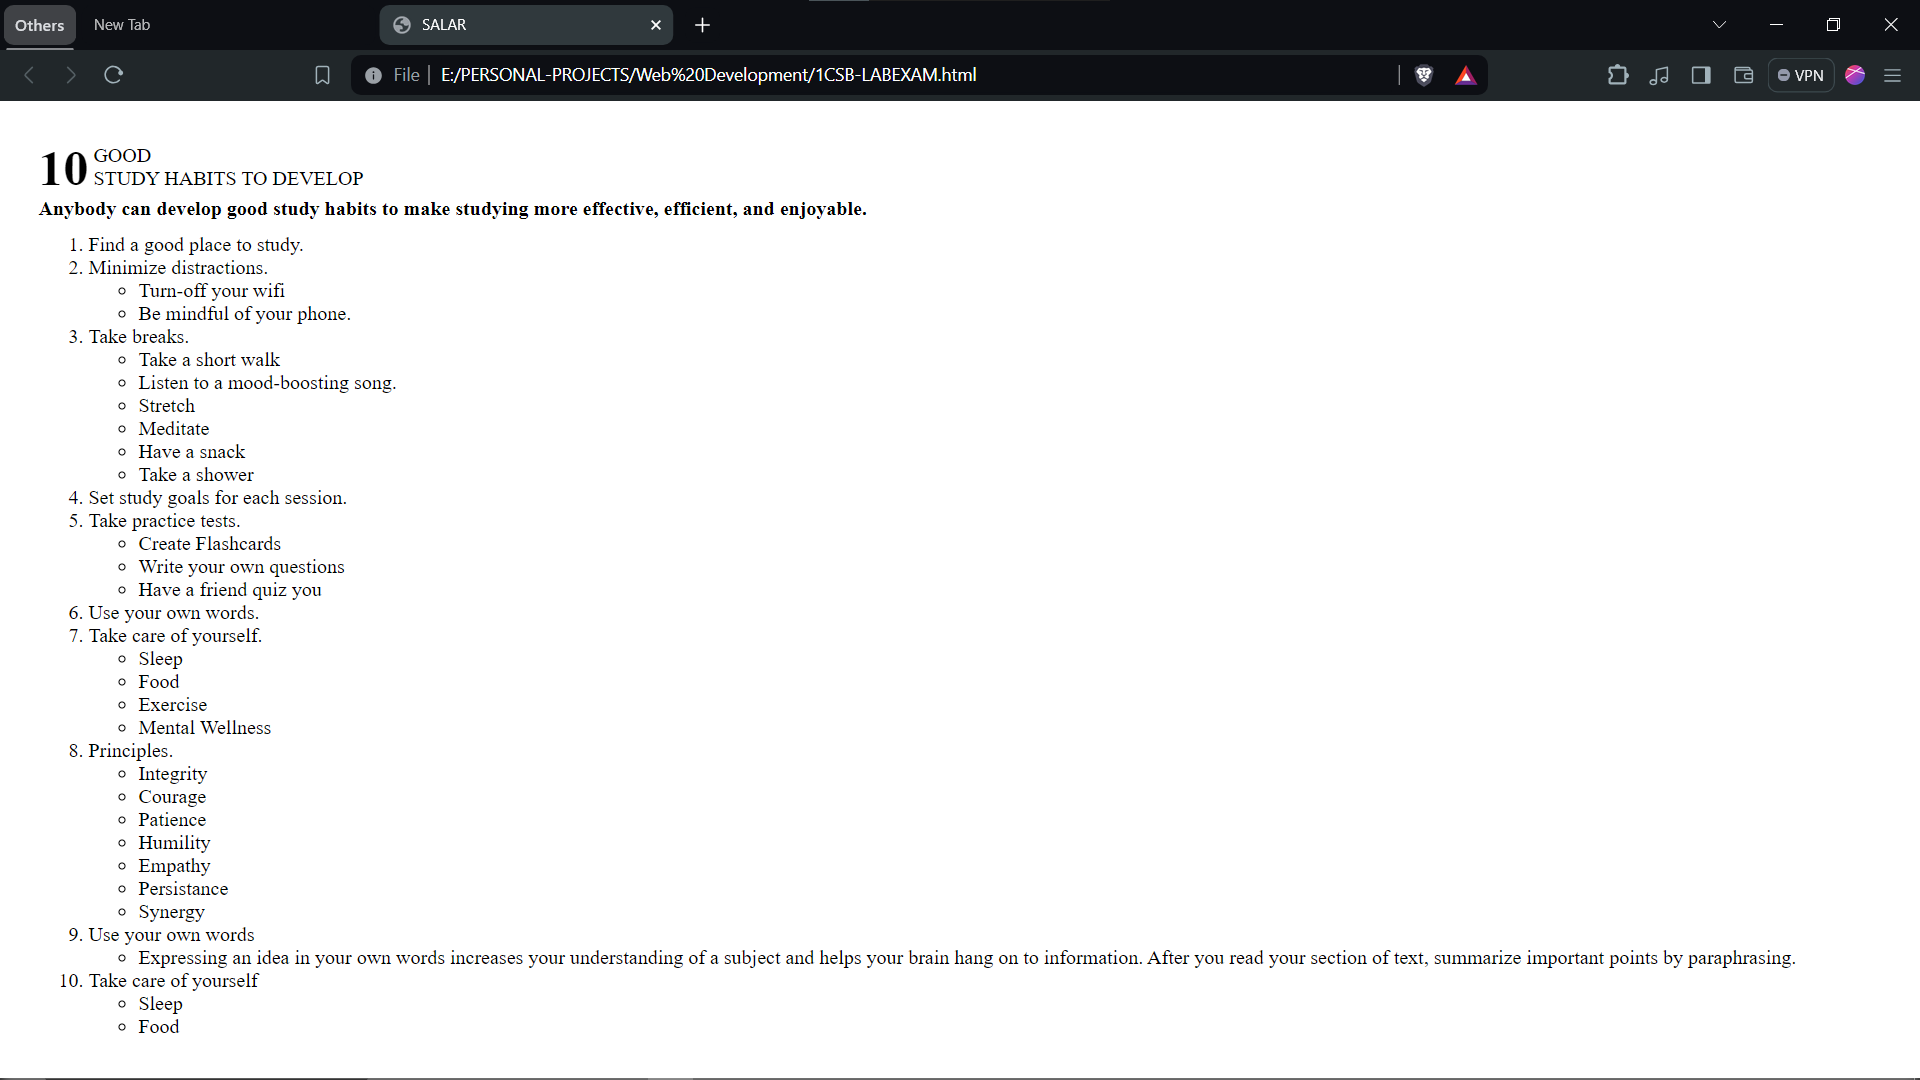 Others
New Tab
SALAR
File
E:/PERSONAL-PROJECTS/Web%20Development/1CSB-LABEXAM.html
VPN
10 GOOD
STUDY HABITS TO DEVELOP
Anybody can develop good study habits to make studying more effective, efficient, and enjoyable.
1. Find a good place to study.
2. Minimize distractions.
Turn-off your wifi
Be mindful of your phone.
3. Take breaks.
Take a short walk
Listen to a mood-boosting song.
Stretch
Meditate
Have a snack
Take a shower
4. Set study goals for each session.
5. Take practice tests.
Create Flashcards
Write your own questions
Have a friend quiz you
6. Use your own words.
7. Take care of yourself.
Sleep
Food
Exercise
Mental Wellness
8. Principles.
Integrity
Courage
Patience
Humility
Empathy
Persistance
Synergy
9. Use your own words
Expressing an idea in your own words increases your understanding of a subject and helps your brain hang on to information. After you read your section of text, summarize important points by paraphrasing.
10. Take care of yourself
Sleep
Food